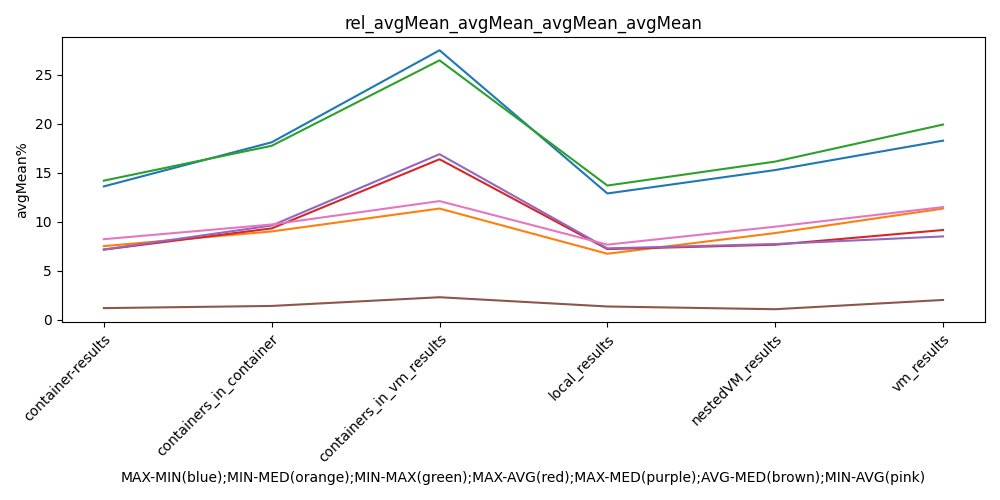 rel_avgMean_avgMean_avgMean_avgMean
avgMean%
25
20
15
10
5
0
container-results
containers_in_container
containers_in_vm_results
local_results
nestedVM_results
vm_results
MAX-MIN(blue);MIN-MED(orange);MIN-MAX(green);MAX-AVG(red);MAX-MED(purple);AVG-MED(brown);MIN-AVG(pink)